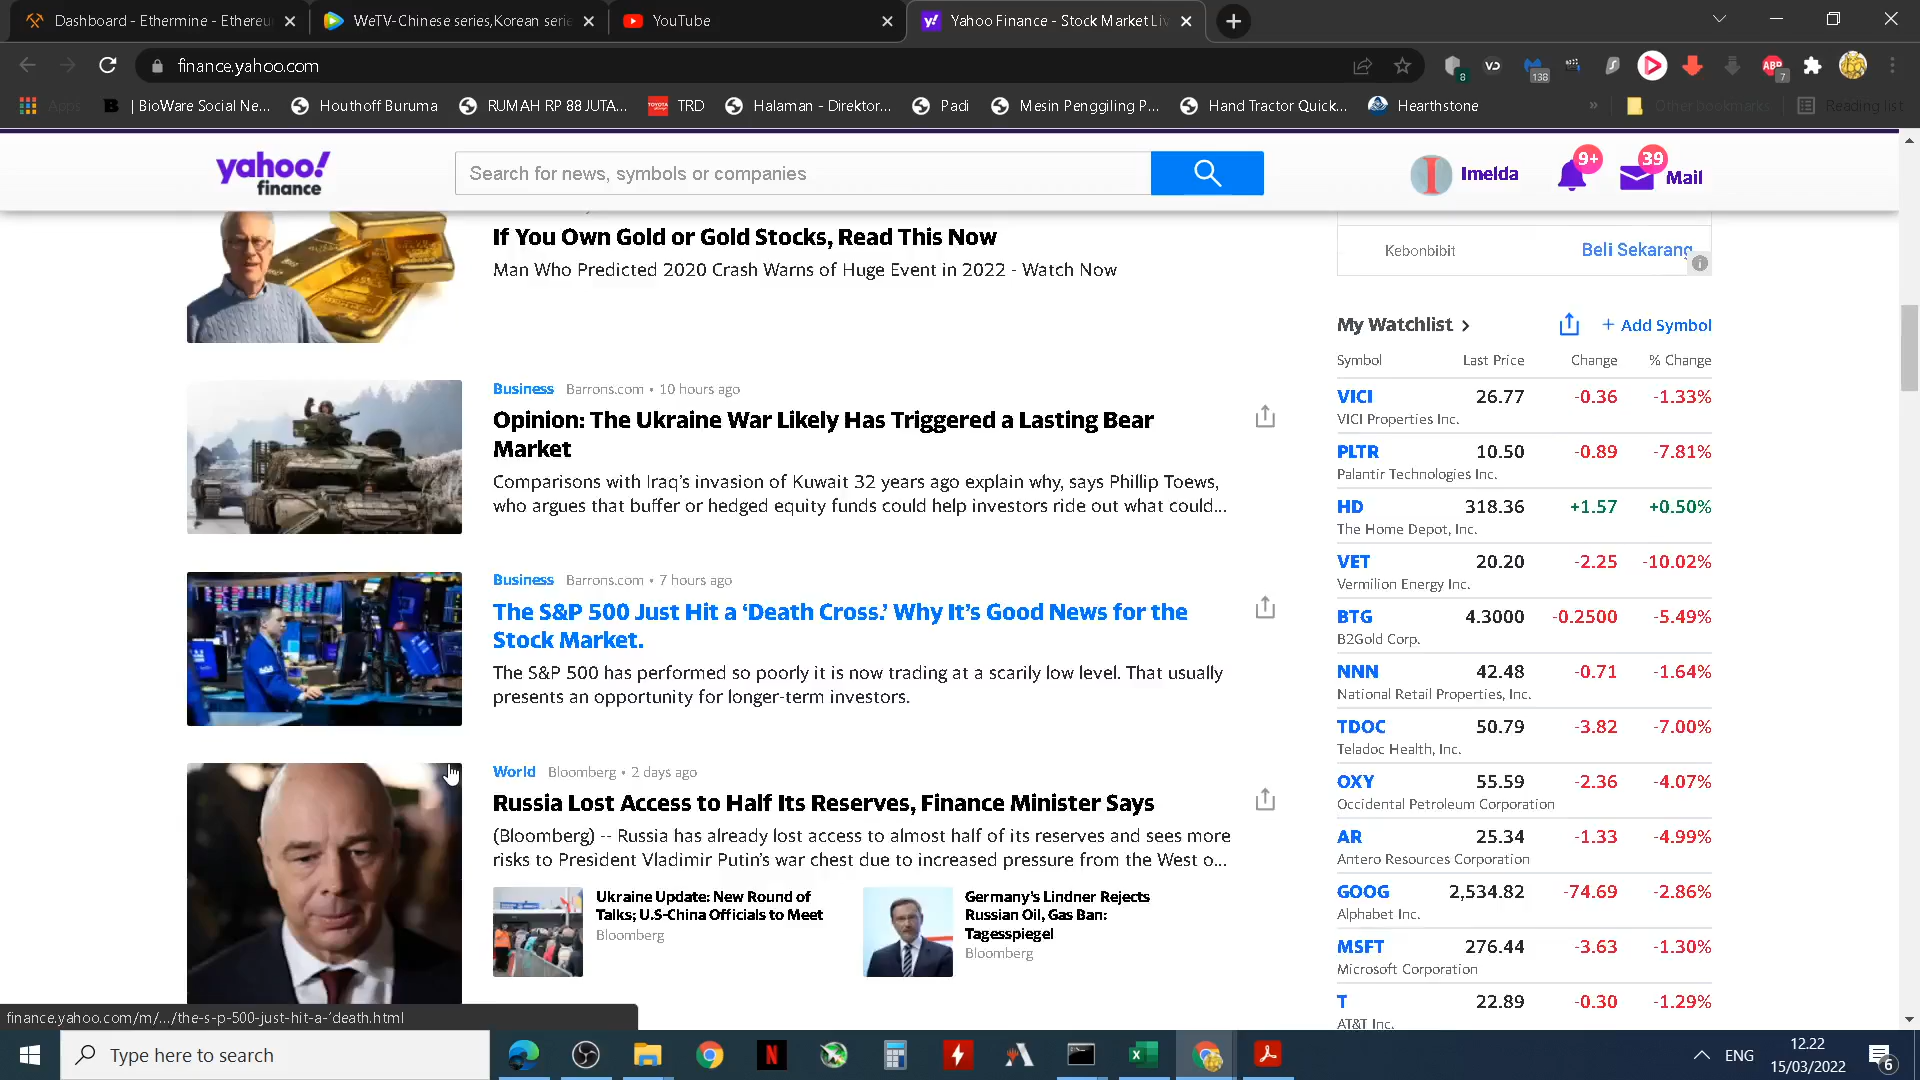 Dashboard - Ethermine - Ethereu
WeTV- Chinese series,Korean serie
YouTube
Yahoo Finance - Stock Market Liv
finance.yahoo.com
8
138
ABP
7
Apps
| BioWare Social Ne...
Houthoff Buruma
RUMAH RP 88 JUTA...
TRD
Halaman - Direktor...
Padi
Mesin Penggiling P...
Hand Tractor Quick...
Hearthstone
»
Other bookmarks
Reading list
yahoo!
finance
Search for news, symbols or companies
Imelda
9+
39
Mail
If You Own Gold or Gold Stocks, Read This Now
Man Who Predicted 2020 Crash Warns of Huge Event in 2022 - Watch Now
Business Barrons.com • 10 hours ago
Opinion: The Ukraine War Likely Has Triggered a Lasting Bear
Market
Comparisons with Iraq’s invasion of Kuwait 32 years ago explain why, says Phillip Toews,
who argues that buffer or hedged equity funds could help investors ride out what could...
Business Barrons.com • 7 hours ago
The S&P 500 Just Hit a ‘Death Cross.’ Why It’s Good News for the
Stock Market.
The S&P 500 has performed so poorly it is now trading at a scarily low level. That usually
presents an opportunity for longer-term investors.
World Bloomberg • 2 days ago
Russia Lost Access to Half Its Reserves, Finance Minister Says
(Bloomberg) -- Russia has already lost access to almost half of its reserves and sees more
risks to President Vladimir Putin’s war chest due to increased pressure from the West o...
Ukraine Update: New Round of
Talks; U.S-China Officials to Meet
Bloomberg
Germany’s Lindner Rejects
Russian Oil, Gas Ban:
Tagesspiegel
Bloomberg
Kebonbibit
Beli Sekarang
My Watchlist
+ Add Symbol
Symbol Last Price Change % Change
VICI 26.77 -0.36 -1.33%
VICI Properties Inc.
PLTR 10.50 -0.89 -7.81%
Palantir Technologies Inc.
HD 318.36 +1.57 +0.50%
The Home Depot, Inc.
VET 20.20 -2.25 -10.02%
Vermilion Energy Inc.
BTG 4.3000 -0.2500 -5.49%
B2Gold Corp.
NNN 42.48 -0.71 -1.64%
National Retail Properties, Inc.
TDOC 50.79 -3.82 -7.00%
Teladoc Health, Inc.
OXY 55.59 -2.36 -4.07%
Occidental Petroleum Corporation
AR 25.34 -1.33 -4.99%
Antero Resources Corporation
GOOG 2,534.82 -74.69 -2.86%
Alphabet Inc.
MSFT 276.44 -3.63 -1.30%
Microsoft Corporation
T 22.89 -0.30 -1.29%
AT&T Inc.
finance.yahoo.com/m/.../the-s-p-500-just-hit-a-‘death.html
Type here to search
ENG
12.22
15/03/2022
6